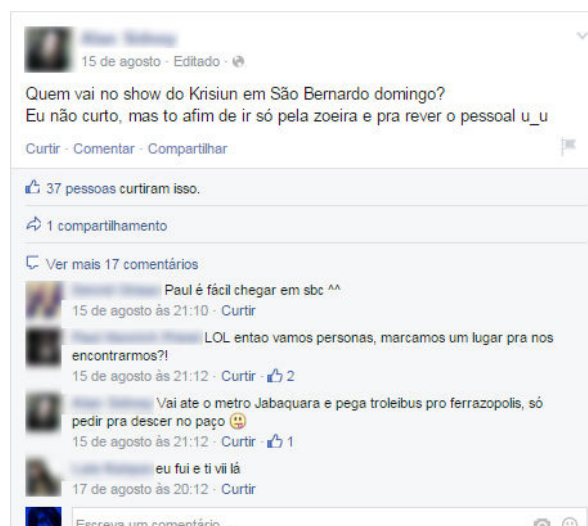 15 de agosto · Editado ·
Quem vai no show do Krisiun em São Bernardo domingo?
Eu não curto, mas to afim de ir só pela zoeira e pra rever o pessoal u_u
Curtir · Comentar · Compartilhar
37 pessoas curtiram isso.
1 compartilhamento
Ver mais 17 comentários
Paul é fácil chegar em sbc ^^
15 de agosto às 21:10 · Curtir
LOL entao vamos personas, marcamos um lugar pra nos
encontrarmos?!
15 de agosto às 21:12 · Curtir · 2
Vai ate o metro Jabaquara e pega troleibus pro ferrazopolis, só
pedir pra descer no paço
15 de agosto às 21:12 · Curtir · 1
eu fui e ti vii lá
17 de agosto às 20:12 · Curtir
Escreva um comentário